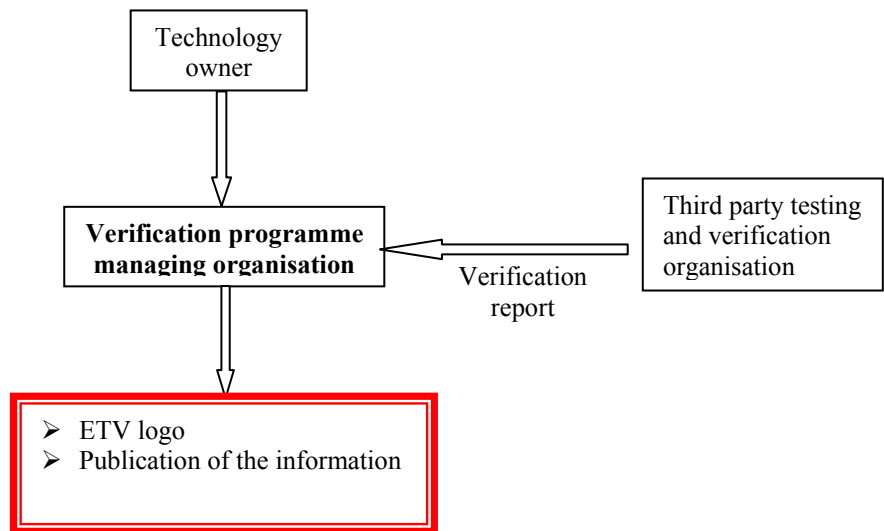 Technology
owner
Verification programme
managing organisation
Third party testing
and verification
organisation
Verification
report
➢ ETV logo
➢ Publication of the information